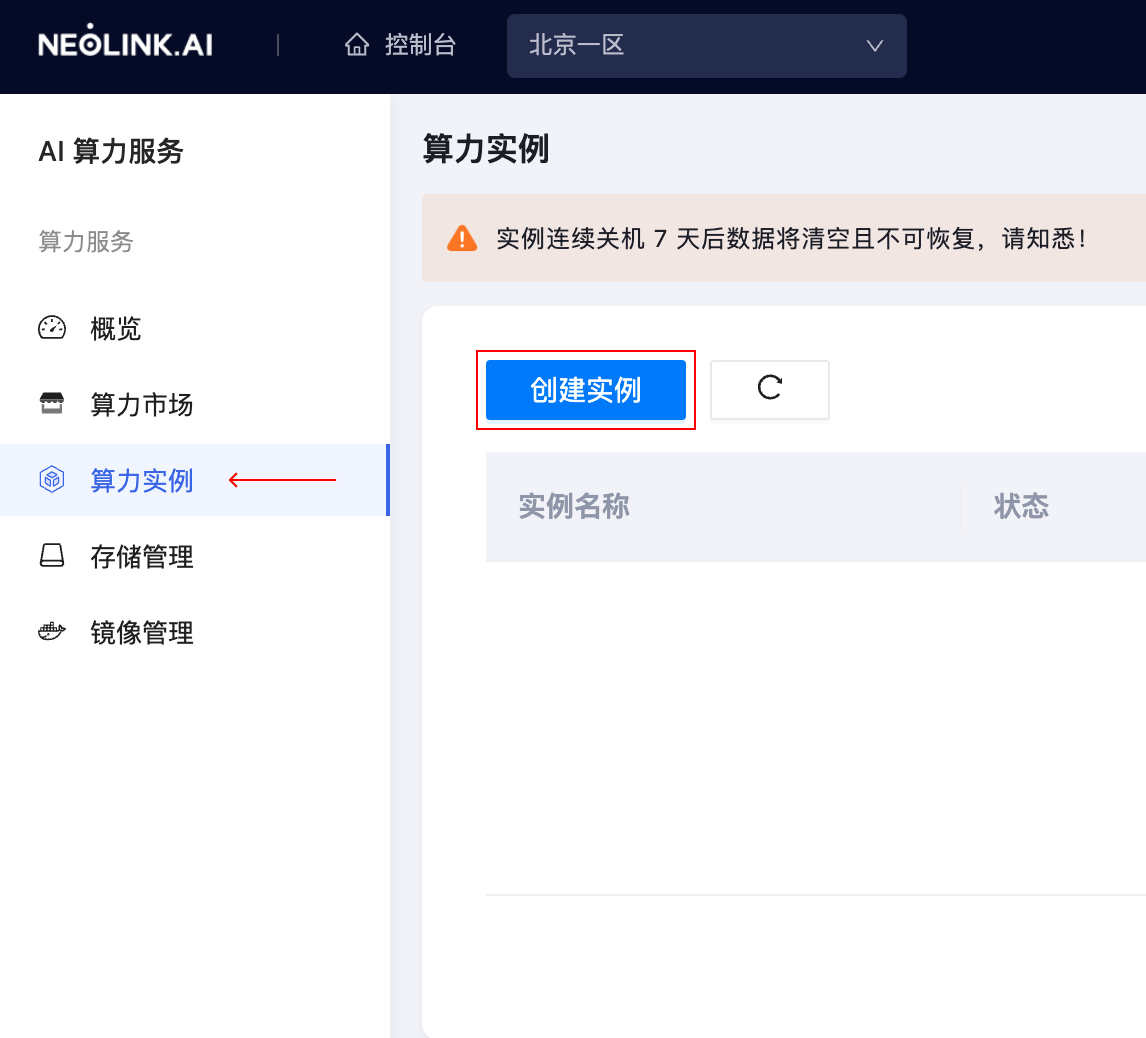 NEOLINK.AI
控制台
北京一区
AI 算力服务
算力服务
概览
算力市场
算力实例
存储管理
镜像管理
算力实例
实例连续关机 7 天后数据将清空且不可恢复，请知悉！
创建实例
实例名称
状态